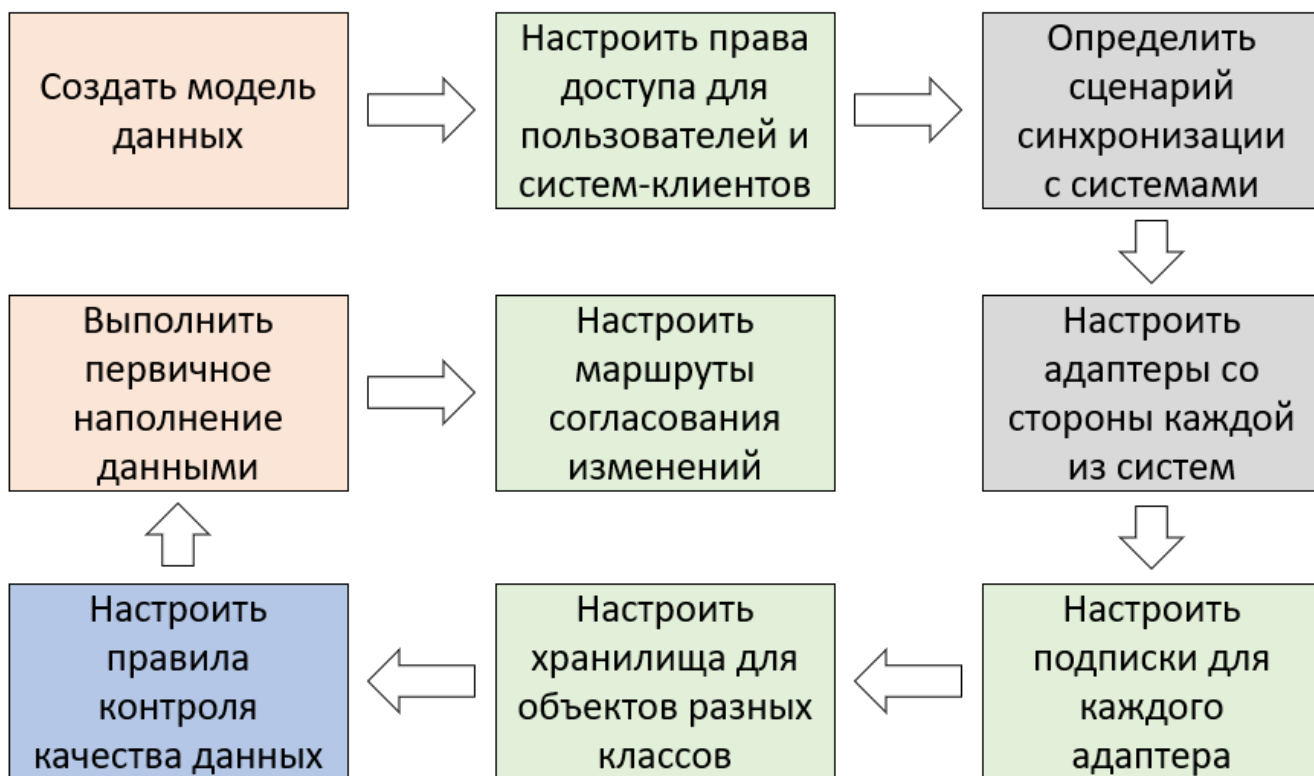 Создать модель
данных
Настроить права
доступа для
пользователей и
систем-клиентов
Определить
сценарий
синхронизации
с системами
Выполнить
первичное
наполнение
данными
Настроить
маршруты
согласования
изменений
Настроить
адаптеры со
стороны каждой
из систем
Настроить
правила
контроля
качества данных
Настроить
хранилища для
объектов разных
классов
Настроить
подписки для
каждого
адаптера